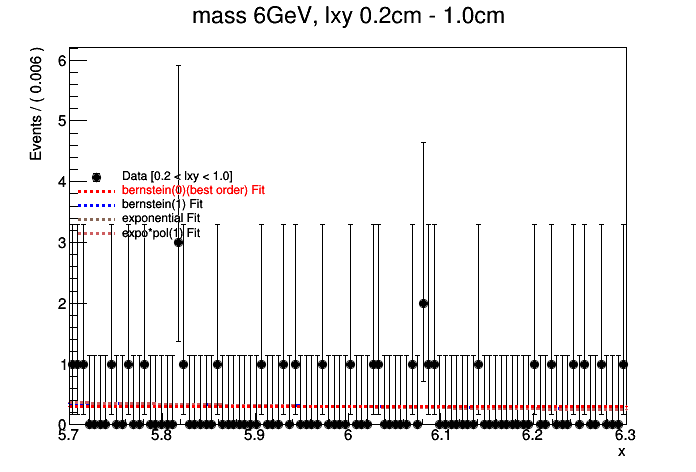 mass 6GeV, lxy 0.2cm - 1.0cm
Events / ( 0.006 )
6
5
4
3
2
1
0
Data [0.2 < lxy < 1.0]
bernstein(0)(best order) Fit
bernstein(1) Fit
exponential Fit
expo*pol(1) Fit
5.7 5.8 5.9 6 6.1 6.2 6.3
x